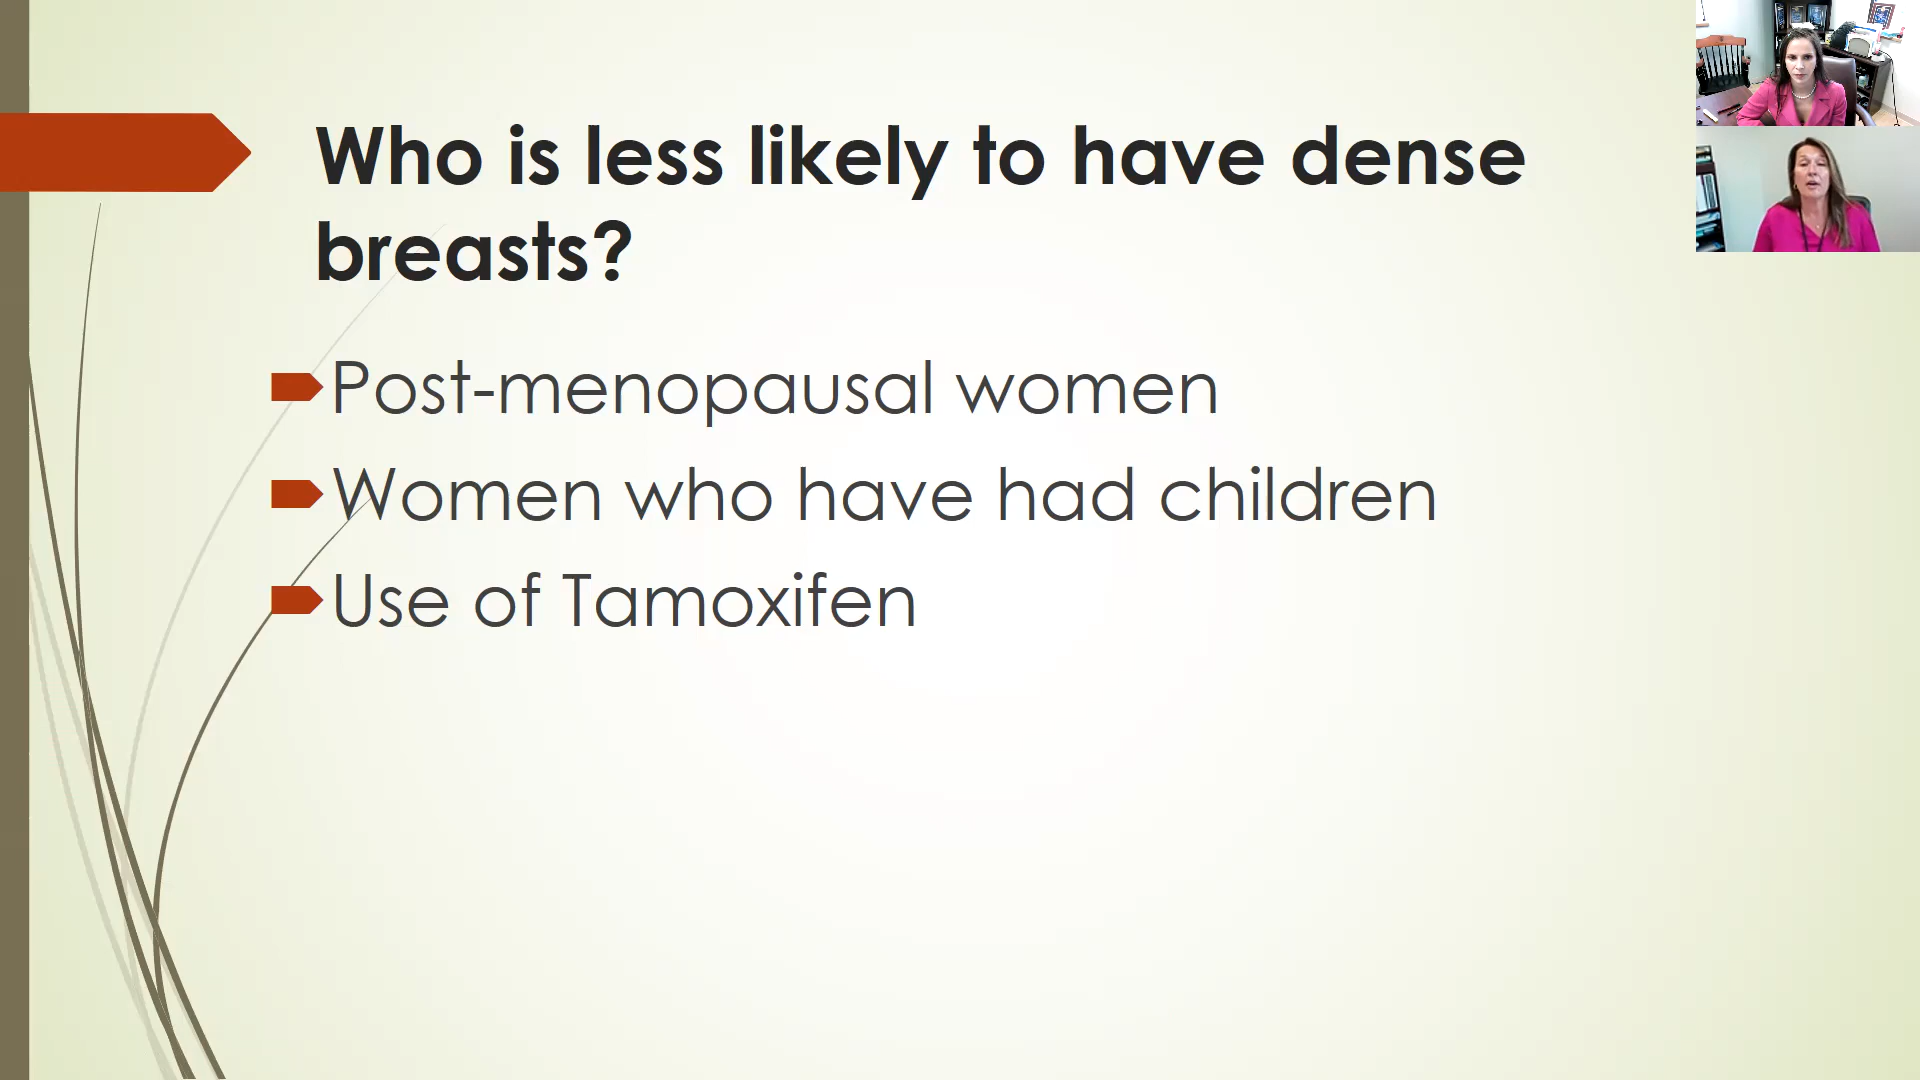 Who is less likely to have dense
breasts?
Post-menopausal women
Women who have had children
Use of Tamoxifen